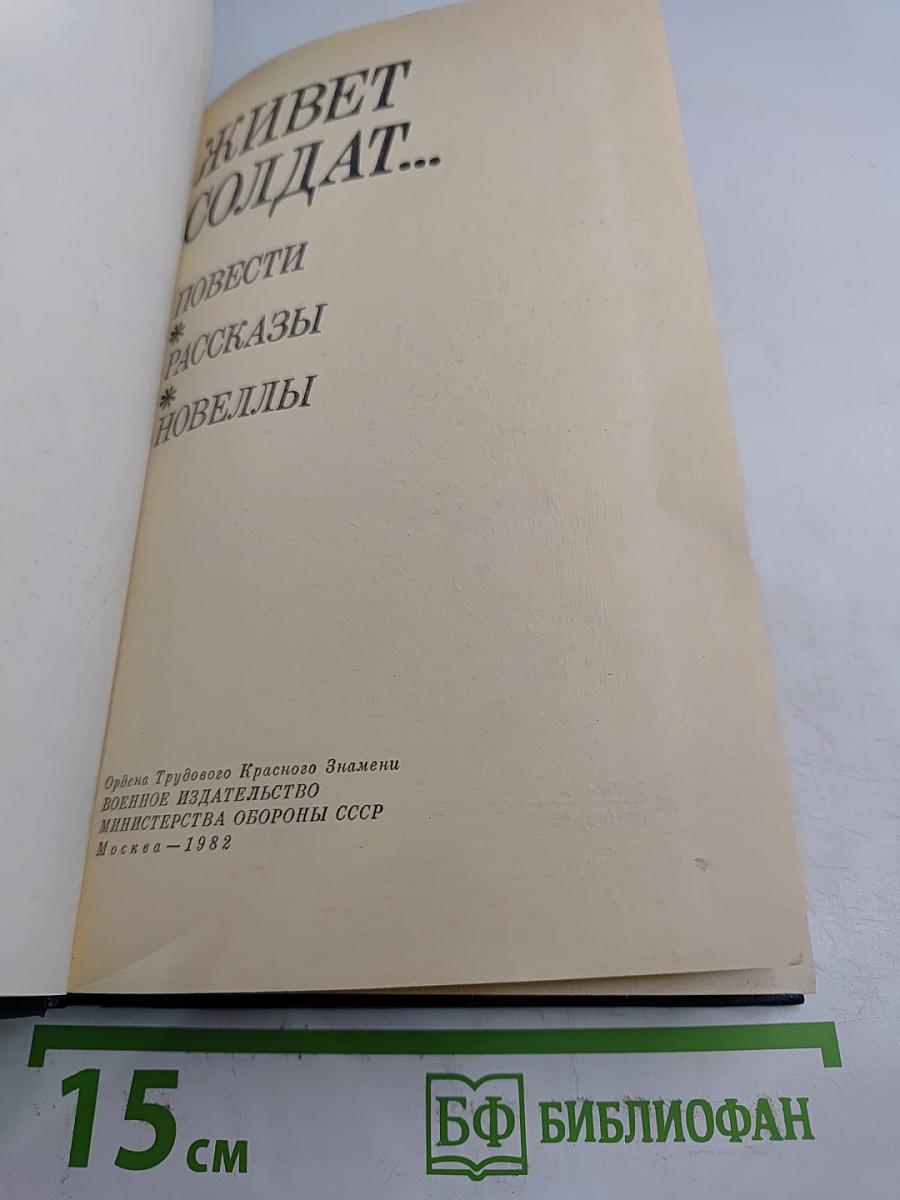 ЖИВЕТ
СОЛДАТ...
ПОВЕСТИ
*
РАССКАЗЫ
*
НОВЕЛЛЫ
Ордена Трудового Красного Знамени
ВОЕННОЕ ИЗДАТЕЛЬСТВО
МИНИСТЕРСТВА ОБОРОНЫ СССР
Москва — 1982
15 см
БФ БИБЛИОФАН